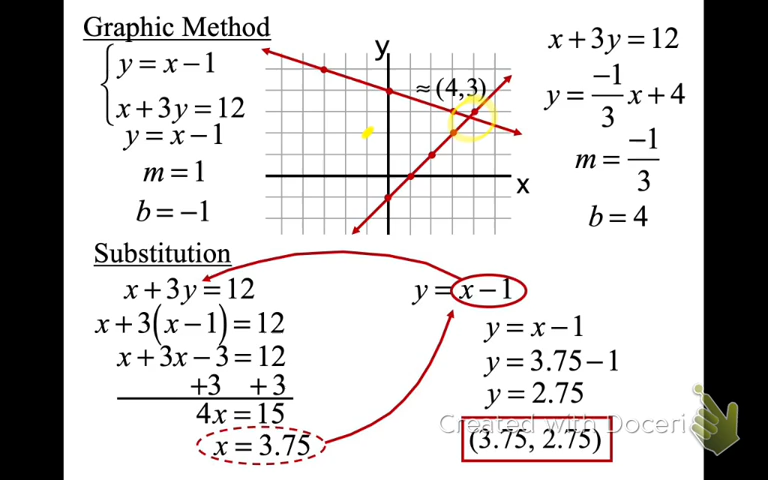 Graphic Method
y = x − 1
x + 3y = 12
y = x − 1
m = 1
b = −1
y
≈ (4,3)
x
x + 3y = 12
y = −1/3 x + 4
m = −1/3
b = 4
Substitution
x + 3y = 12
x + 3(x − 1) = 12
x + 3x − 3 = 12
+3 +3
4x = 15
x = 3.75
y = x − 1
y = x − 1
y = 3.75 − 1
y = 2.75
(3.75, 2.75)
Created with Doceri